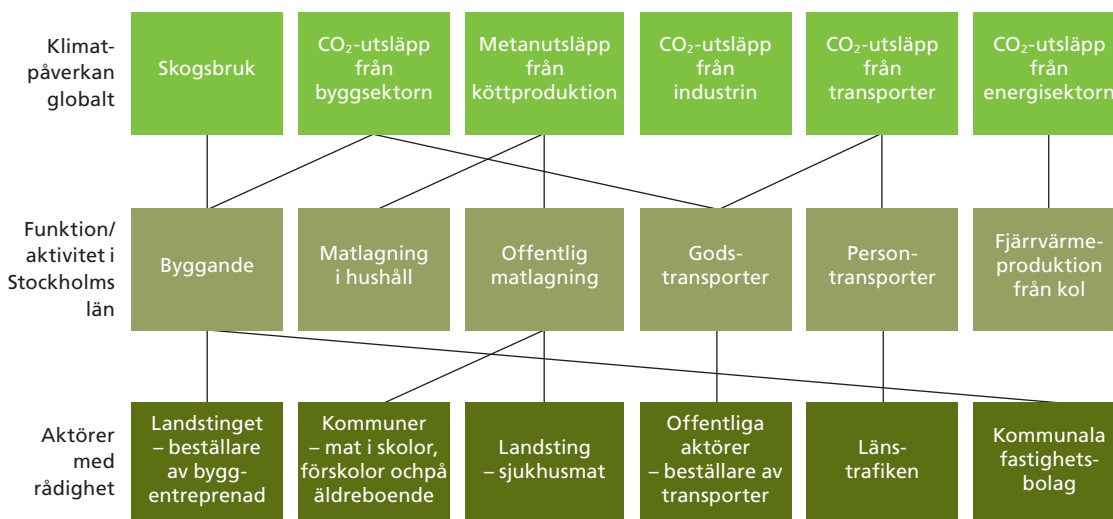 Klimat-
påverkan
globalt
Skogsbruk
CO₂-utsläpp
från
byggsektorn
Metanutsläpp
från
köttproduktion
CO₂-utsläpp
från
industrin
CO₂-utsläpp
från
transporter
CO₂-utsläpp
från
energisektorn
Funktion/
aktivitet i
Stockholms
län
Byggande
Matlagning
i hushåll
Offentlig
matlagning
Gods-
transporter
Person-
transporter
Fjärrvärme-
produktion
från kol
Aktörer
med
rådighet
Landstinget
– beställare
av bygg-
entreprenad
Kommuner
– mat i skolor,
förskolor ochpå
äldreboende
Landsting
– sjukhusmat
Offentliga
aktörer
– beställare av
transporter
Läns-
trafiken
Kommunala
fastighets-
bolag